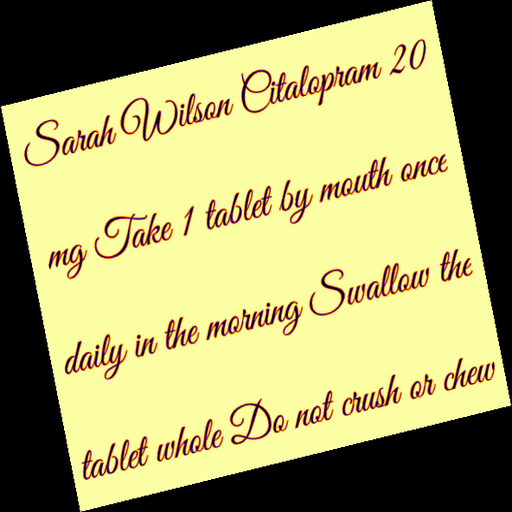 Sarah Wilson Citalopram 20
mg Take 1 tablet by mouth once
daily in the morning Swallow the
tablet whole Do not crush or chew